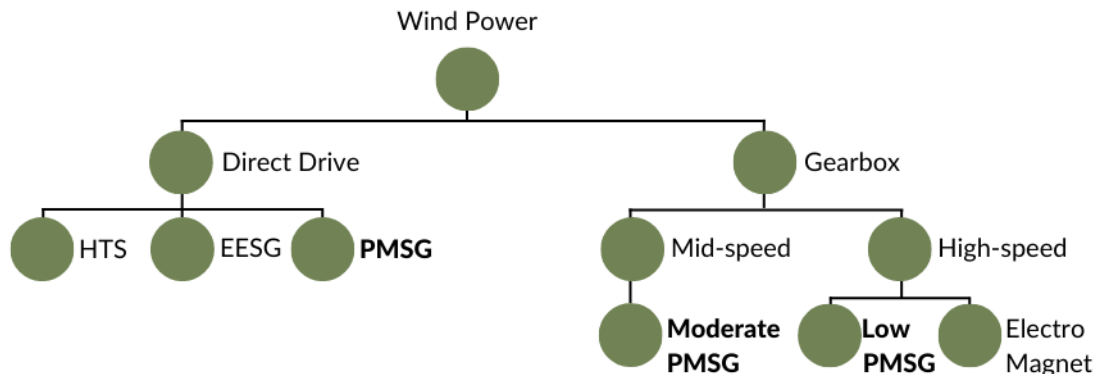 Wind Power
Direct Drive
Gearbox
HTS
EESG
PMSG
Mid-speed
High-speed
Moderate
PMSG
Low
PMSG
Electro
Magnet